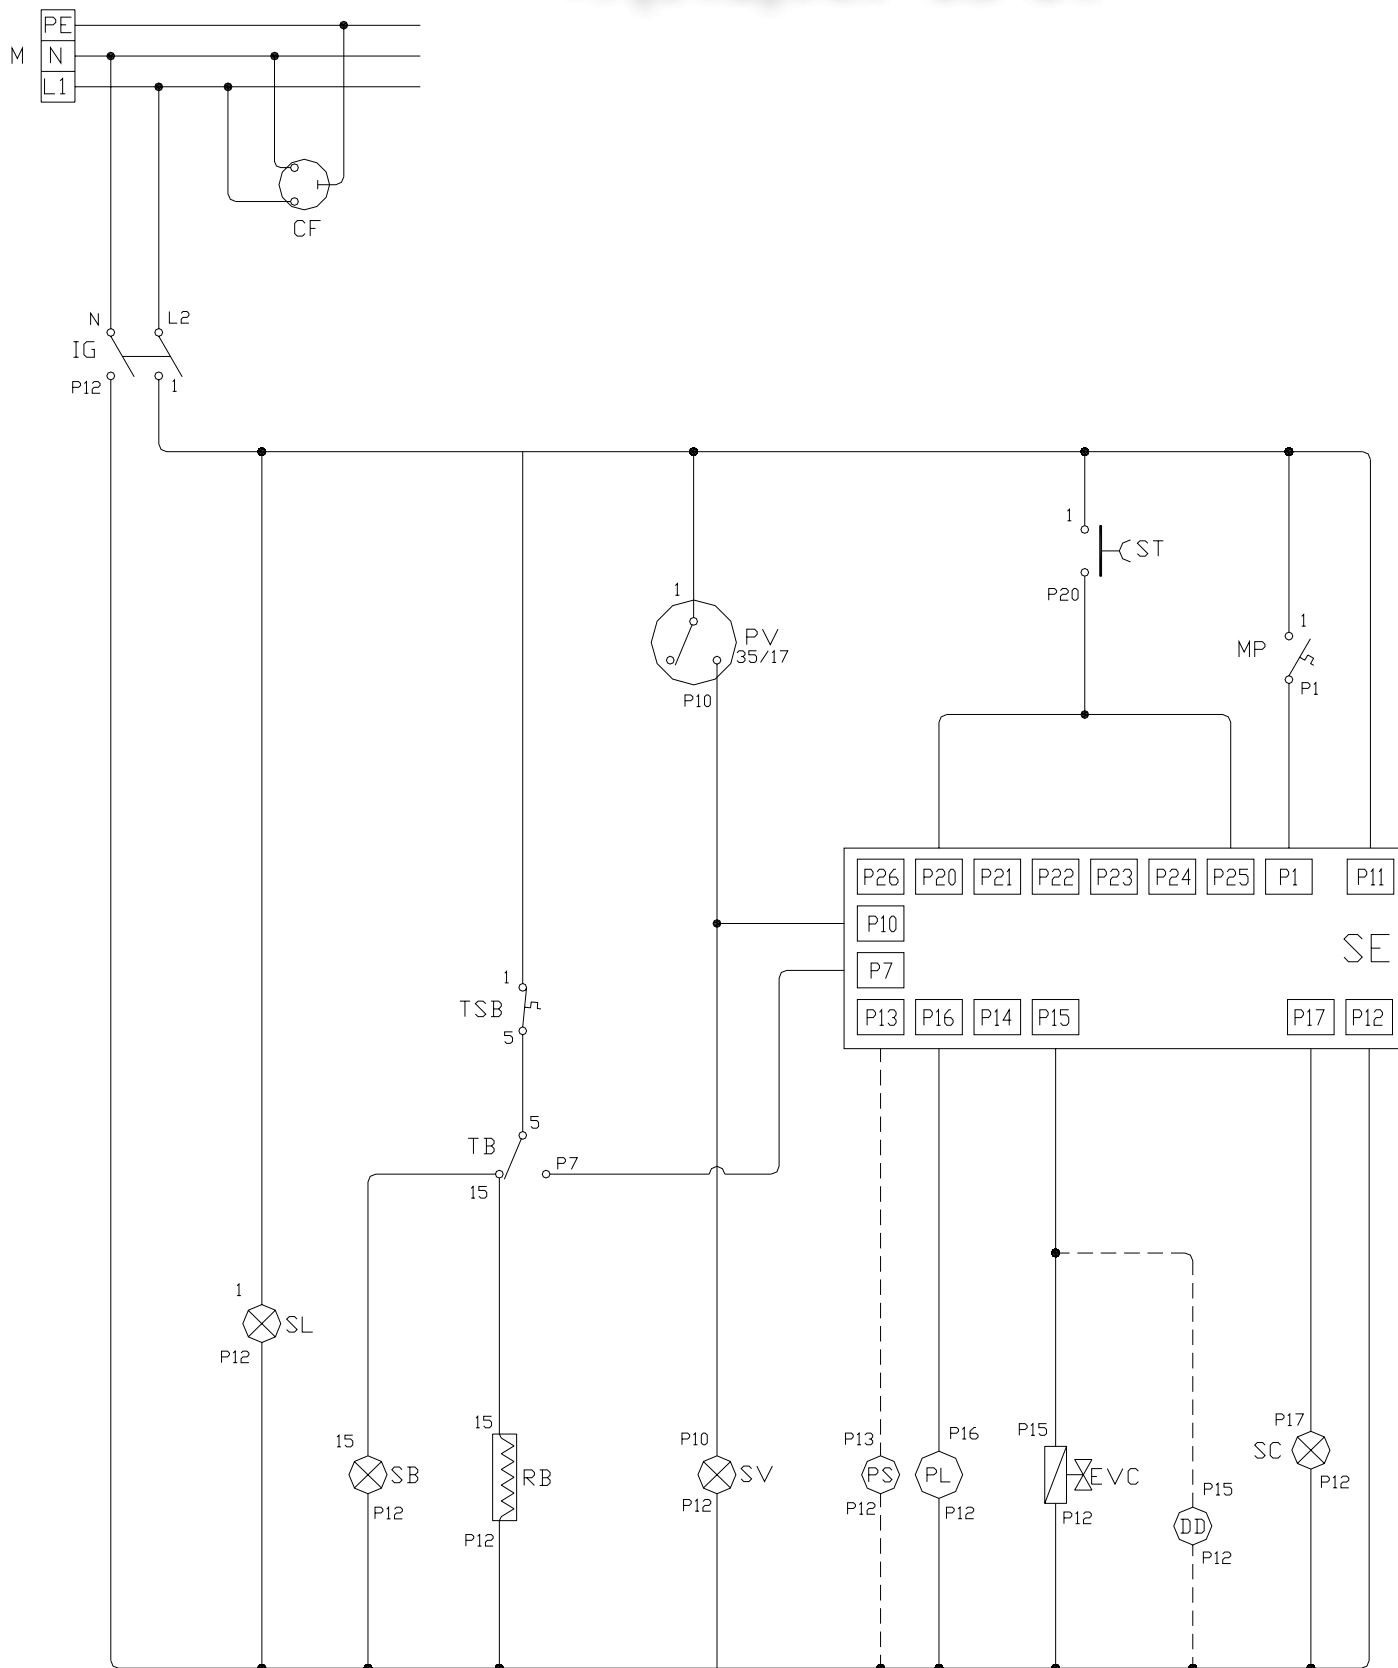 PE
M N
L1
CF
N L2
IG
P12 1
1
ST
P20
1
MP
P1
1
PV
35/17
P10
P26 P20 P21 P22 P23 P24 P25 P1 P11
P10
SE
P7
P13 P16 P14 P15 P17 P12
1
TSB
5
5
TB
P7
15
1
SL
P12
15
SB
P12
15
RB
P12
P10
SV
P12
P13
PS
P12
P16
PL
P12
P15
EVC
P12
P15
DD
P12
P17
SC
P12